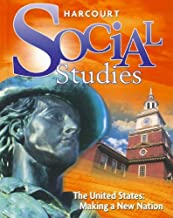 HARCOURT
SOCIAL
Studies
The United States:
Making a New Nation